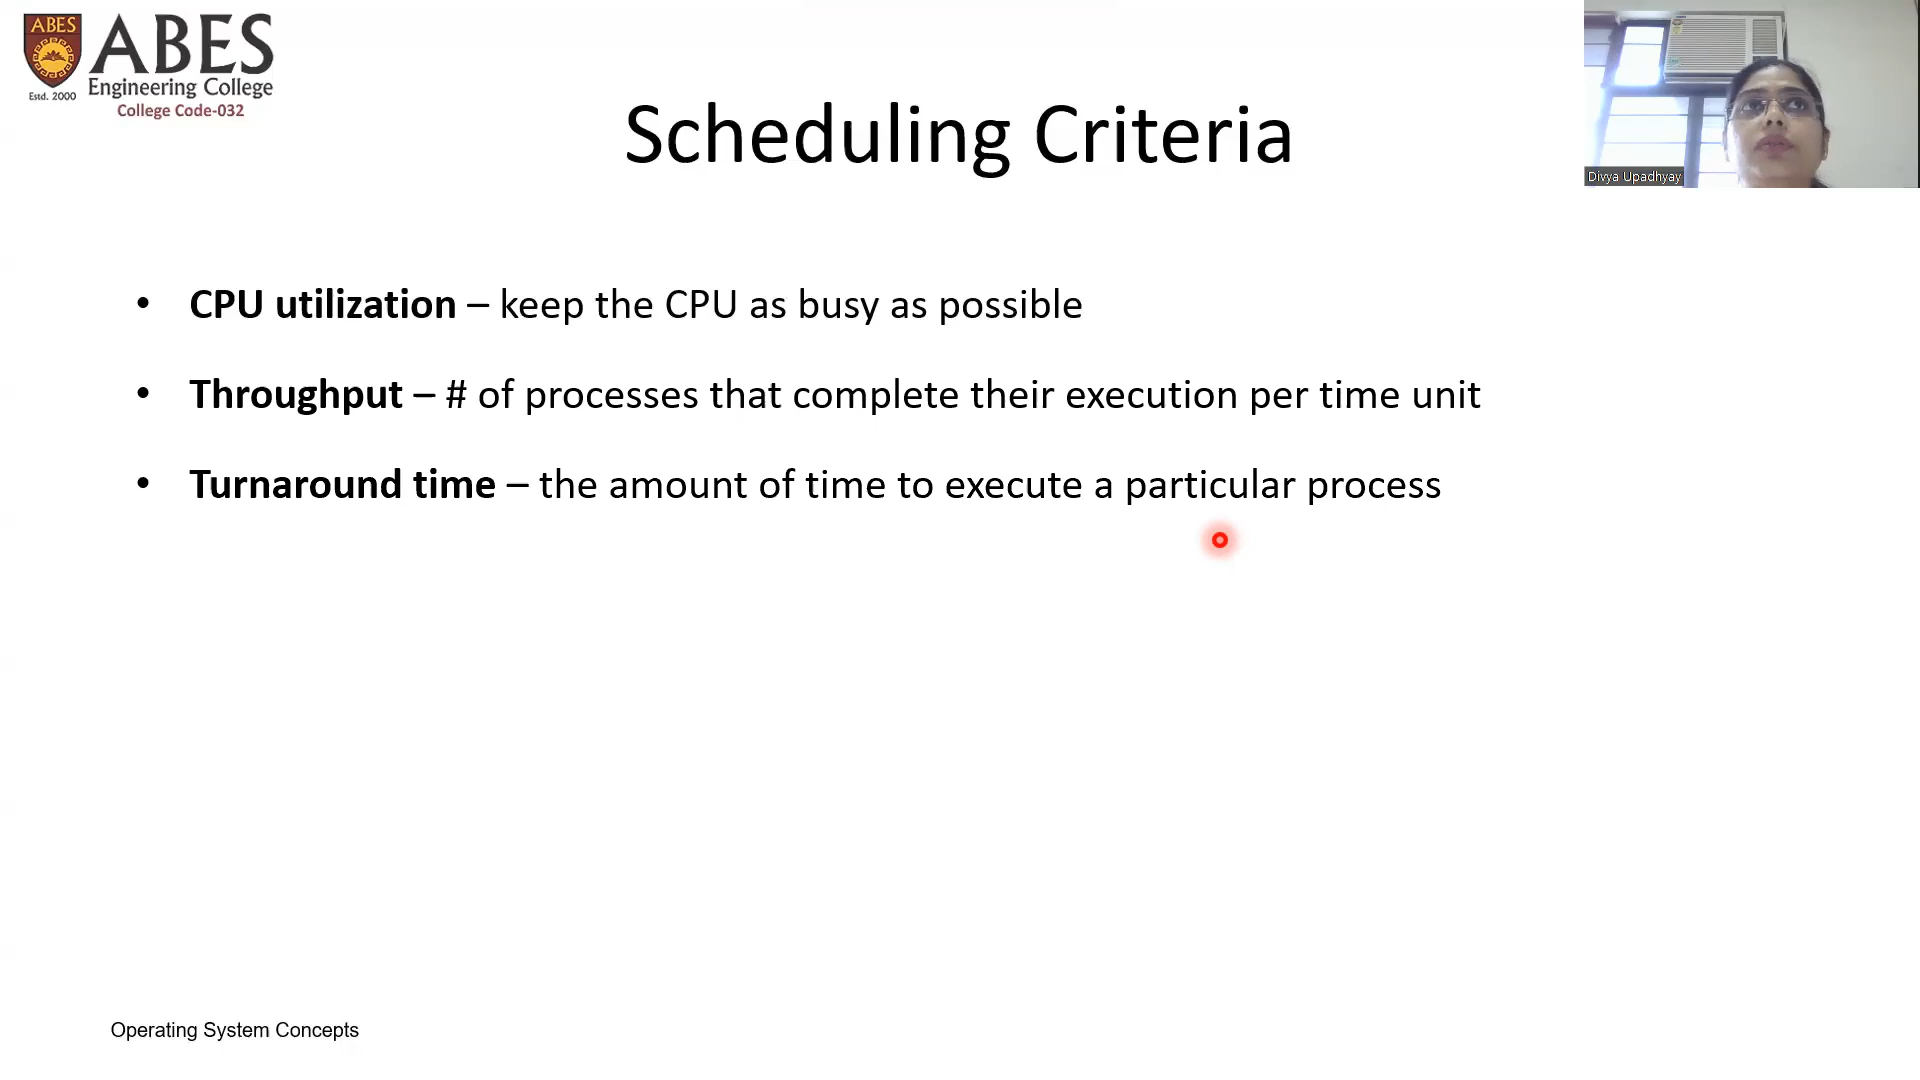 ABES
Estd. 2000
ABES
Engineering College
College Code-032
Scheduling Criteria
Divya Upadhyay
• CPU utilization – keep the CPU as busy as possible
• Throughput – # of processes that complete their execution per time unit
• Turnaround time – the amount of time to execute a particular process
Operating System Concepts